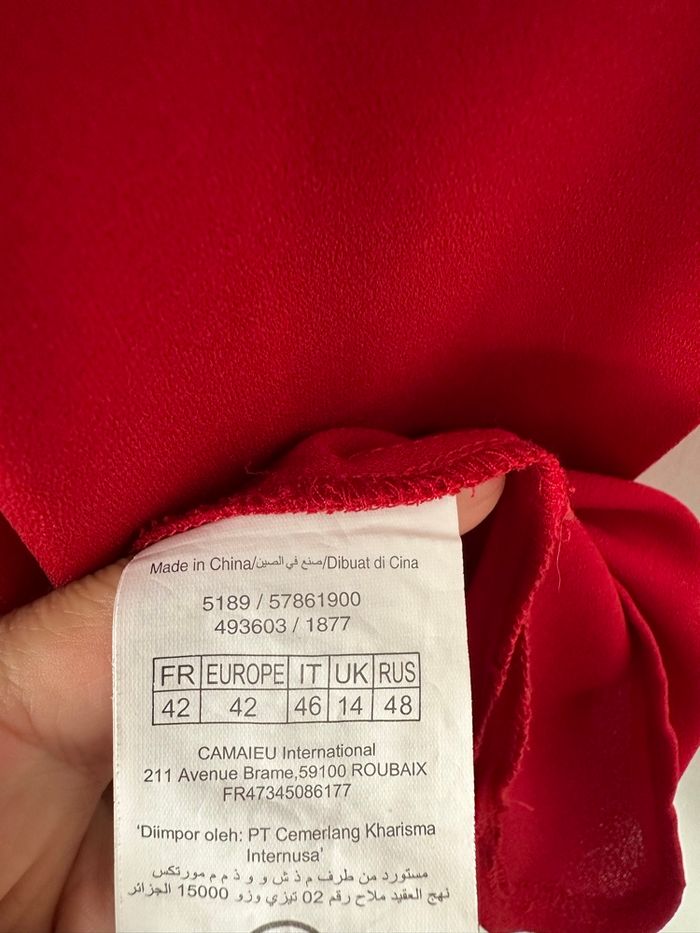 Made in China/صنع في الصين/Dibuat di Cina
5189 / 57861900
493603 / 1877
FR EUROPE IT UK RUS
42 42 46 14 48
CAMAIEU International
211 Avenue Brame,59100 ROUBAIX
FR47345086177
'Diimpor oleh: PT Cemerlang Kharisma
Internusa'
مستورد من طرف م ذ ش و و ذ م م مورتكس
نهج العقيد ملاح رقم 02 تيزي وزو 15000 الجزائر